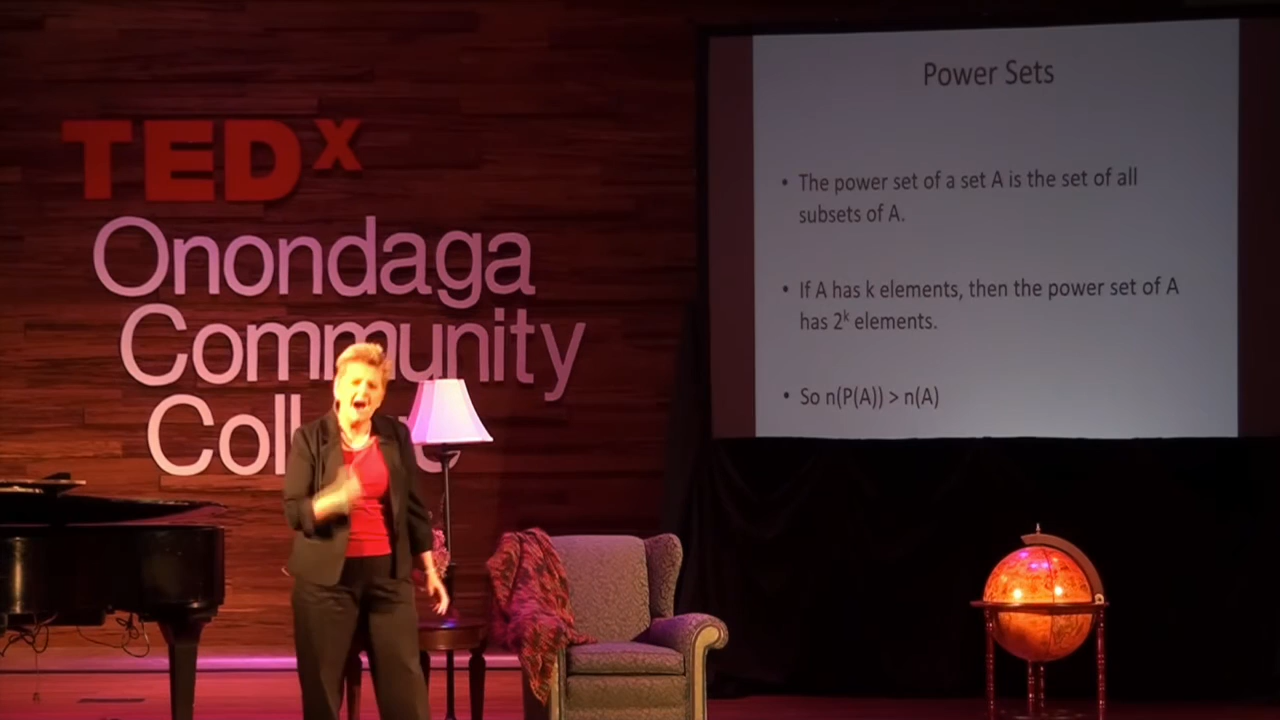 TEDx
Onondaga
Community
Coll
Power Sets
• The power set of a set A is the set of all
subsets of A.
• If A has k elements, then the power set of A
has 2ᵏ elements.
• So n(P(A)) > n(A)